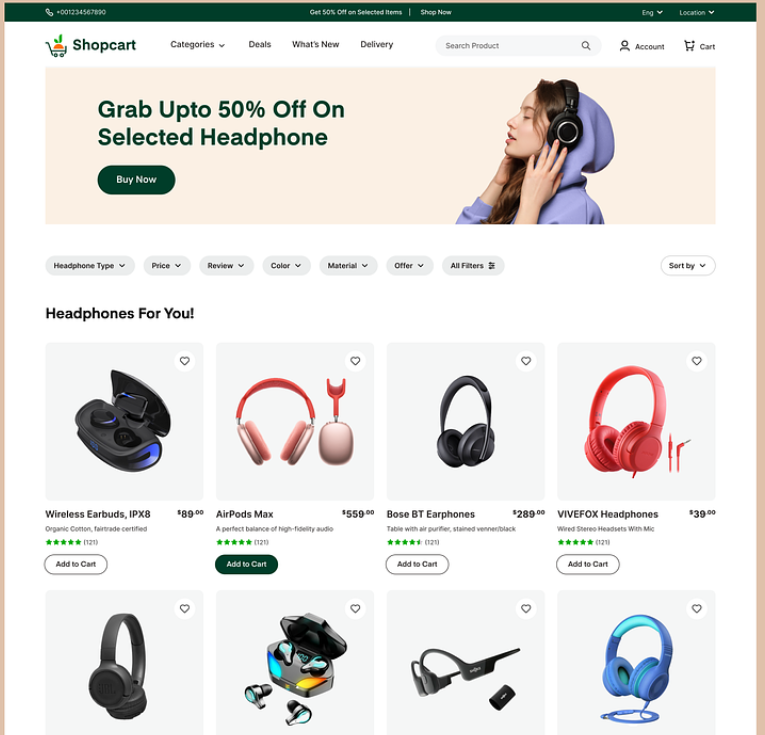 +001234567890
Get 50% Off on Selected Items | Shop Now
Eng
Location
Shopcart
Categories
Deals
What's New
Delivery
Search Product
Account
Cart
Grab Upto 50% Off On
Selected Headphone
Buy Now
Headphone Type
Price
Review
Color
Material
Offer
All Filters
Sort by
Headphones For You!
Wireless Earbuds, IPX8 $89.00
Organic Cotton, fairtrade certified
(121)
Add to Cart
AirPods Max $559.00
A perfect balance of high-fidelity audio
(121)
Add to Cart
Bose BT Earphones $289.00
Table with air purifier, stained venner/black
(121)
Add to Cart
VIVEFOX Headphones $39.00
Wired Stereo Headsets With Mic
(121)
Add to Cart